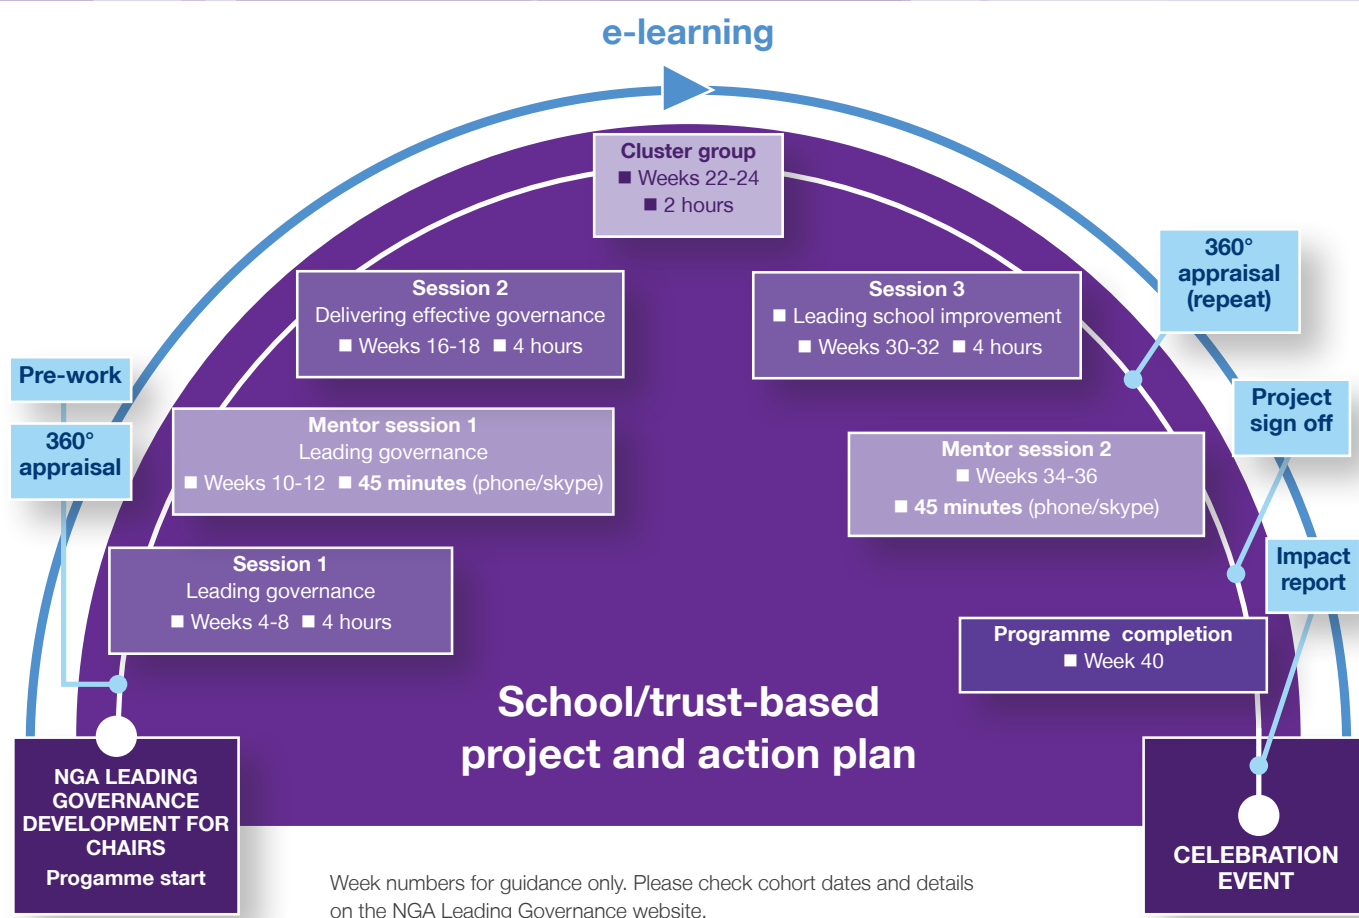 e-learning
Cluster group
■ Weeks 22-24
■ 2 hours
360°
appraisal
(repeat)
Session 2
Delivering effective governance
■ Weeks 16-18 ■ 4 hours
Session 3
■ Leading school improvement
■ Weeks 30-32 ■ 4 hours
Pre-work
360°
appraisal
Project
sign off
Mentor session 1
Leading governance
■ Weeks 10-12 ■ 45 minutes (phone/skype)
Mentor session 2
■ Weeks 34-36
■ 45 minutes (phone/skype)
Session 1
Leading governance
■ Weeks 4-8 ■ 4 hours
Impact
report
Programme completion
■ Week 40
School/trust-based
project and action plan
NGA LEADING
GOVERNANCE
DEVELOPMENT FOR
CHAIRS
Progamme start
CELEBRATION
EVENT
Week numbers for guidance only. Please check cohort dates and details
on the NGA Leading Governance website.